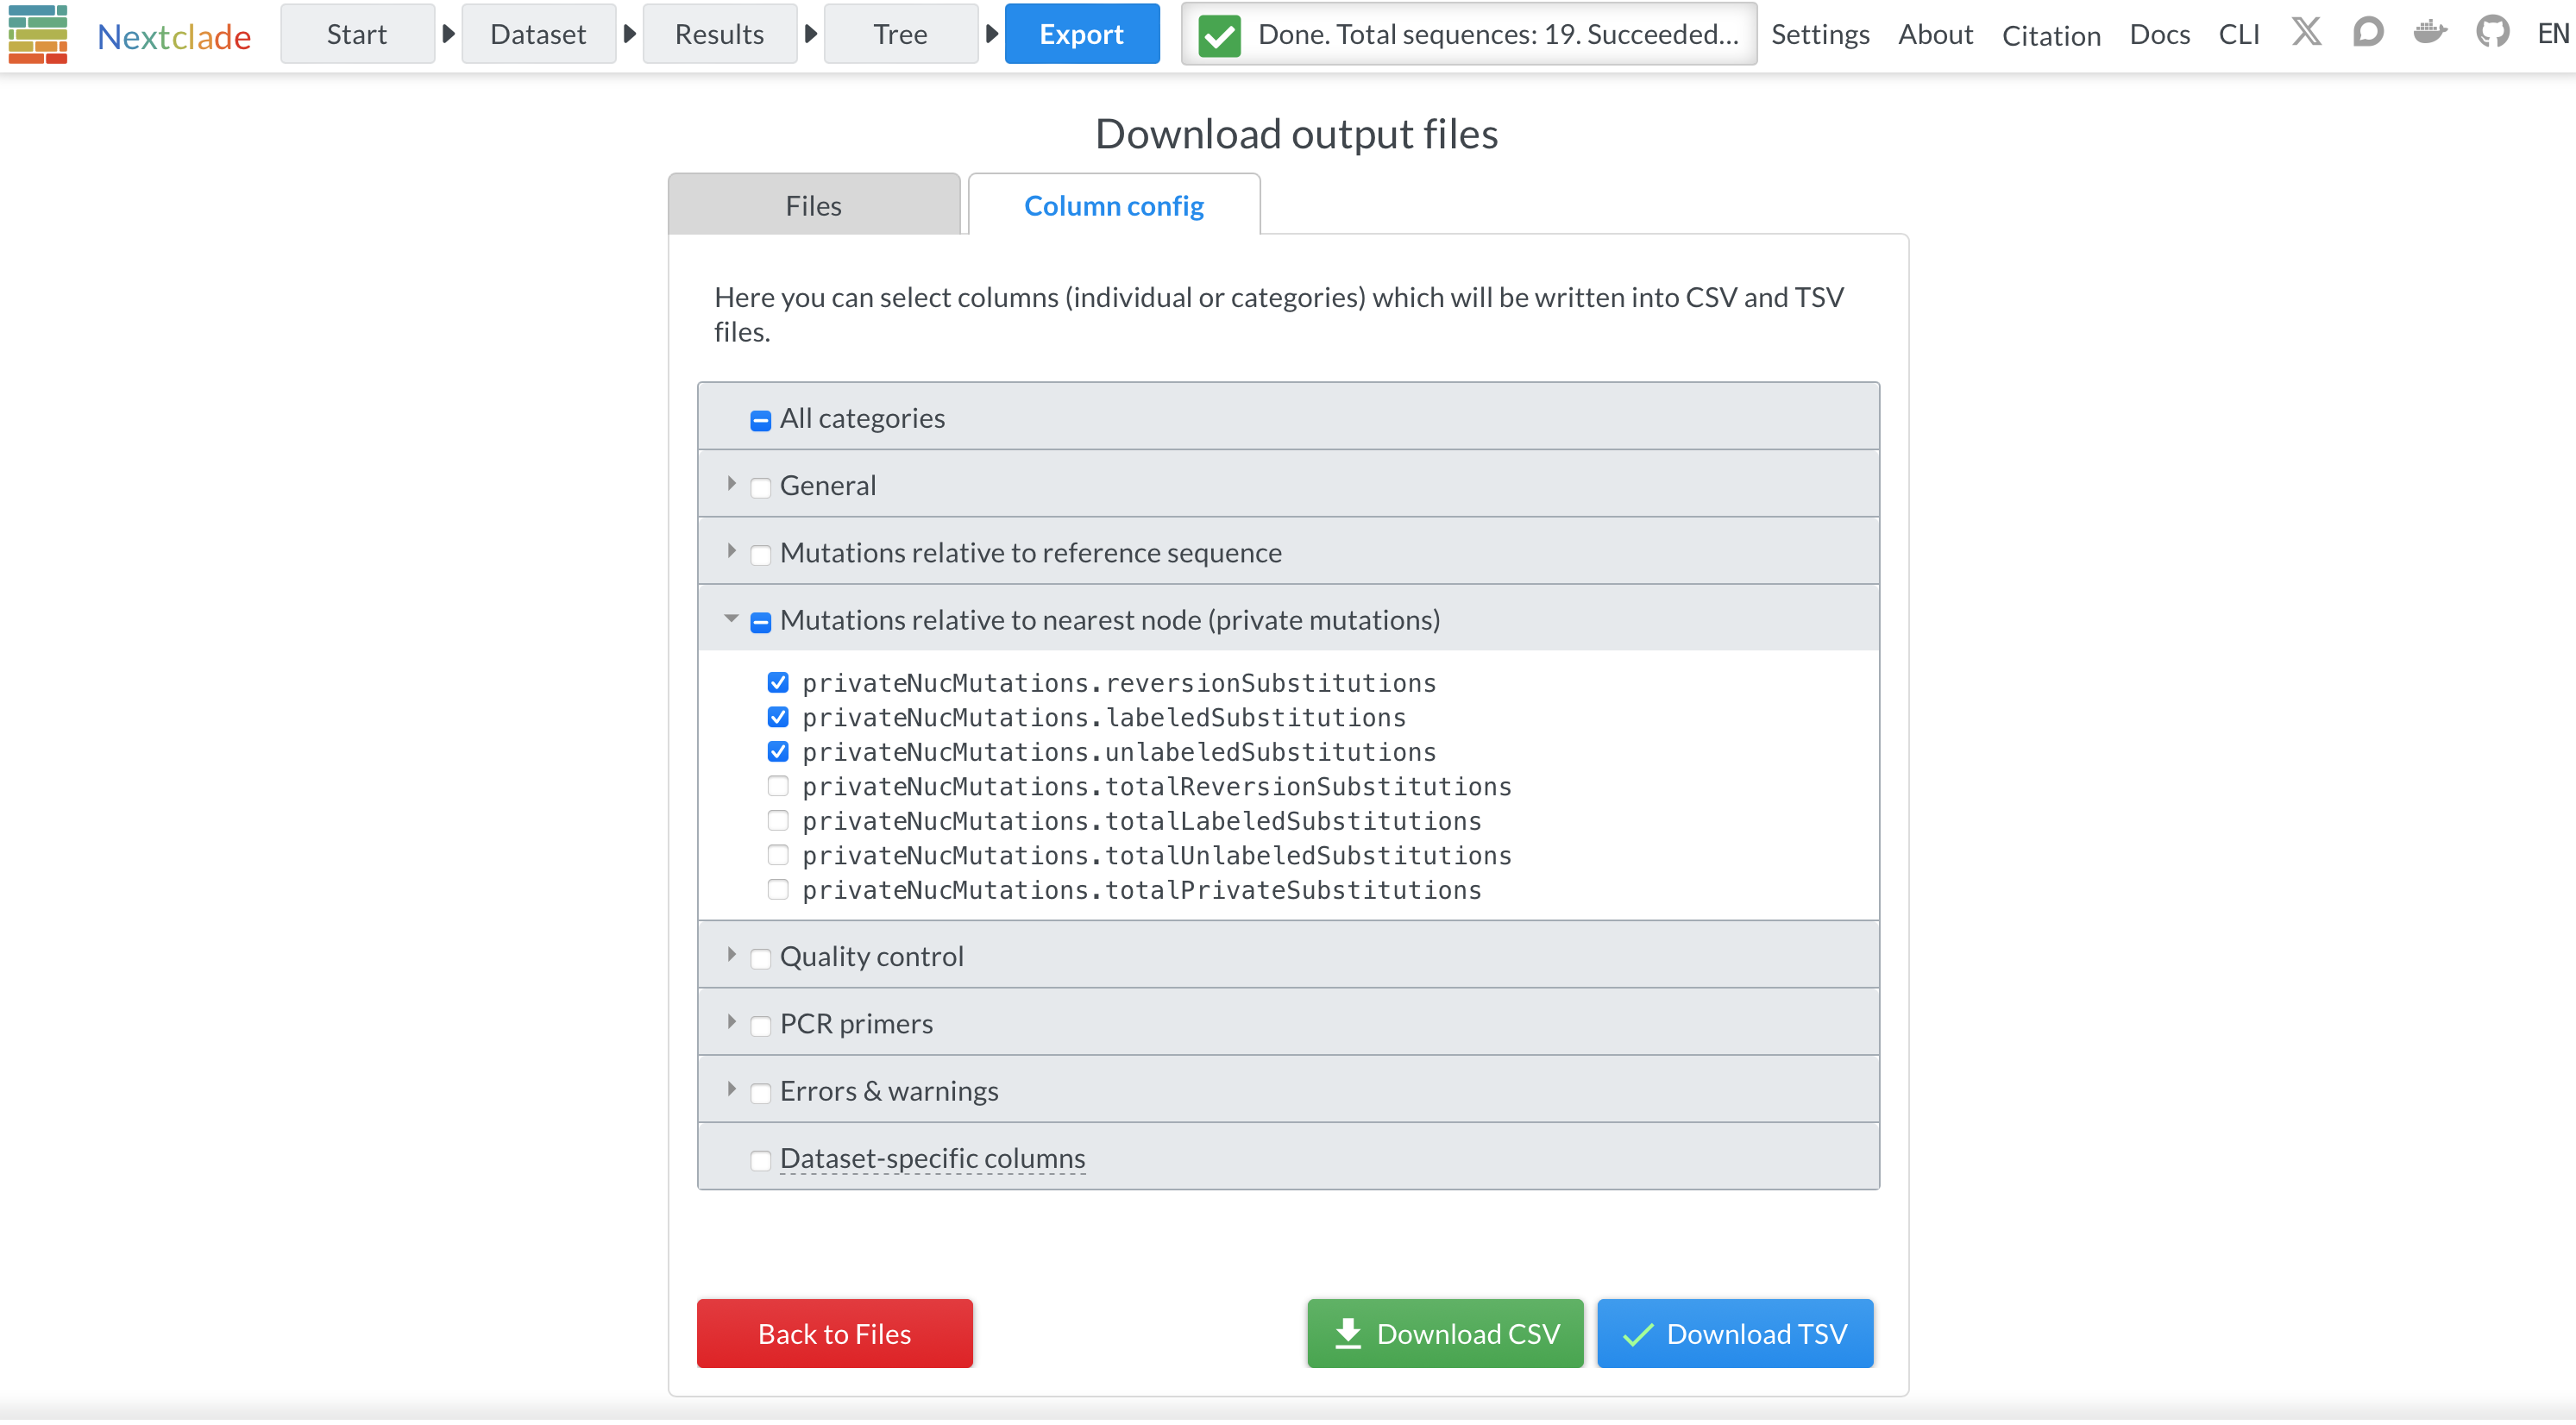 Nextclade
Start
Dataset
Results
Tree
Export
Done. Total sequences: 19. Succeeded...
Settings
About
Citation
Docs
CLI
EN
Download output files
Files
Column config
Here you can select columns (individual or categories) which will be written into CSV and TSV
files.
All categories
General
Mutations relative to reference sequence
Mutations relative to nearest node (private mutations)
privateNucMutations.reversionSubstitutions
privateNucMutations.labeledSubstitutions
privateNucMutations.unlabeledSubstitutions
privateNucMutations.totalReversionSubstitutions
privateNucMutations.totalLabeledSubstitutions
privateNucMutations.totalUnlabeledSubstitutions
privateNucMutations.totalPrivateSubstitutions
Quality control
PCR primers
Errors & warnings
Dataset-specific columns
Back to Files
Download CSV
Download TSV